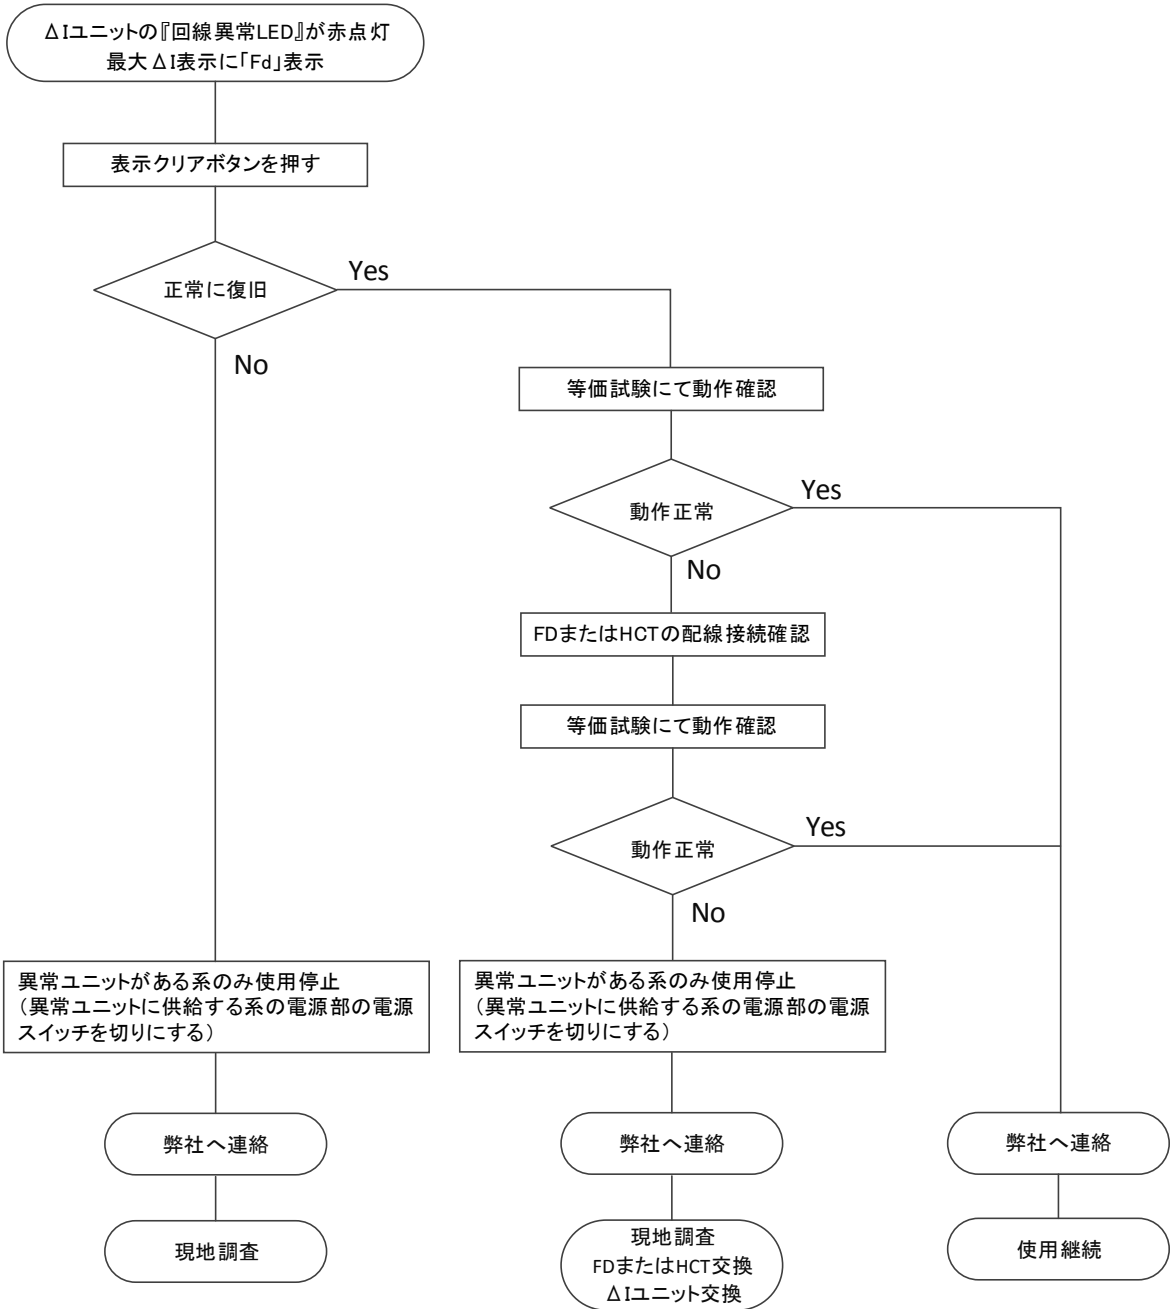 ΔIユニットの『回線異常LED』が赤点灯
最大ΔI表示に「Fd」表示
表示クリアボタンを押す
正常に復旧
Yes
No
等価試験にて動作確認
動作正常
Yes
No
FDまたはHCTの配線接続確認
等価試験にて動作確認
動作正常
Yes
No
異常ユニットがある系のみ使用停止
（異常ユニットに供給する系の電源部の電源
スイッチを切りにする）
異常ユニットがある系のみ使用停止
（異常ユニットに供給する系の電源部の電源
スイッチを切りにする）
弊社へ連絡
弊社へ連絡
弊社へ連絡
現地調査
現地調査
FDまたはHCT交換
ΔIユニット交換
使用継続